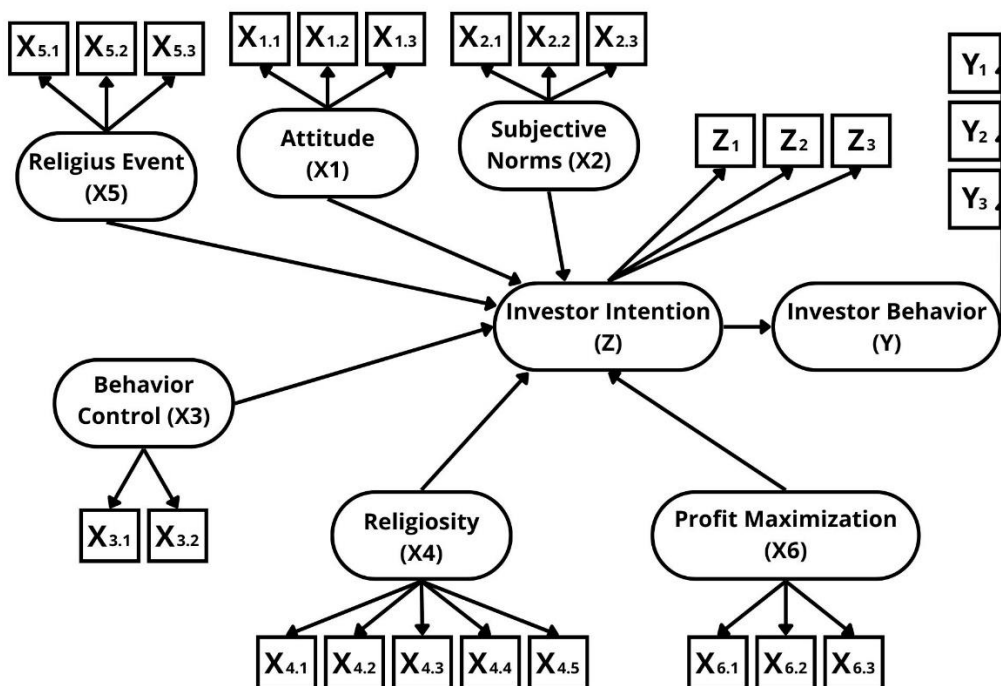 X5.1 X5.2 X5.3
X1.1 X1.2 X1.3
X2.1 X2.2 X2.3
Religius Event
(X5)
Attitude
(X1)
Subjective
Norms (X2)
Z1 Z2 Z3
Y1
Y2
Y3
Investor Intention
(Z)
Investor Behavior
(Y)
Behavior
Control (X3)
X3.1 X3.2
Religiosity
(X4)
Profit Maximization
(X6)
X4.1 X4.2 X4.3 X4.4 X4.5
X6.1 X6.2 X6.3